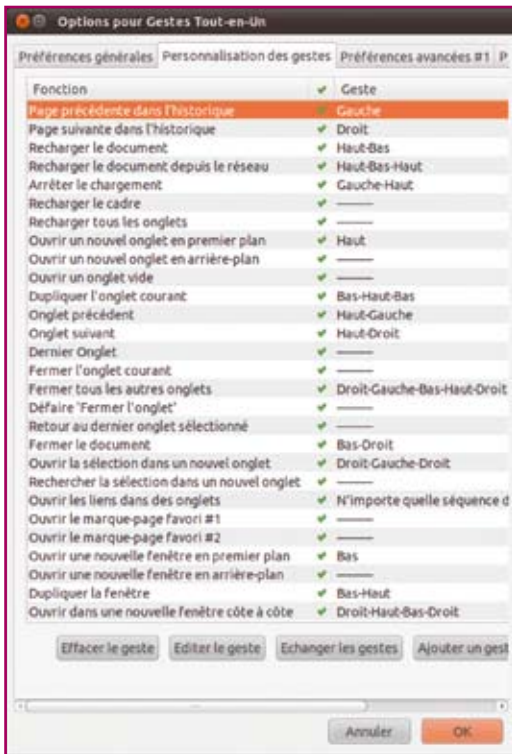 Options pour Gestes Tout-en-Un
Préférences générales Personnalisation des gestes Préférences avancées #1 P
Fonction ✔ Geste
Page précédente dans l'historique ✔ Gauche
Page suivante dans l'historique ✔ Droit
Recharger le document ✔ Haut-Bas
Recharger le document depuis le réseau ✔ Haut-Bas-Haut
Arrêter le chargement ✔ Gauche-Haut
Recharger le cadre ✔ --------
Recharger tous les onglets ✔ --------
Ouvrir un nouvel onglet en premier plan ✔ Haut
Ouvrir un nouvel onglet en arrière-plan ✔ --------
Ouvrir un onglet vide ✔ --------
Dupliquer l'onglet courant ✔ Bas-Haut-Bas
Onglet précédent ✔ Haut-Gauche
Onglet suivant ✔ Haut-Droit
Dernier Onglet ✔ --------
Fermer l'onglet courant ✔ --------
Fermer tous les autres onglets ✔ Droit-Gauche-Bas-Haut-Droit
Défaire 'Fermer l'onglet' ✔ --------
Retour au dernier onglet sélectionné ✔ --------
Fermer le document ✔ Bas-Droit
Ouvrir la sélection dans un nouvel onglet ✔ Droit-Gauche-Droit
Rechercher la sélection dans un nouvel onglet ✔ --------
Ouvrir les liens dans des onglets ✔ N'importe quelle séquence d
Ouvrir le marque-page favori #1 ✔ --------
Ouvrir le marque-page favori #2 ✔ --------
Ouvrir une nouvelle fenêtre en premier plan ✔ Bas
Ouvrir une nouvelle fenêtre en arrière-plan ✔ --------
Dupliquer la fenêtre ✔ Bas-Haut
Ouvrir dans une nouvelle fenêtre côte à côte ✔ Droit-Haut-Bas-Droit
Effacer le geste Editer le geste Echanger les gestes Ajouter un gest
Annuler OK